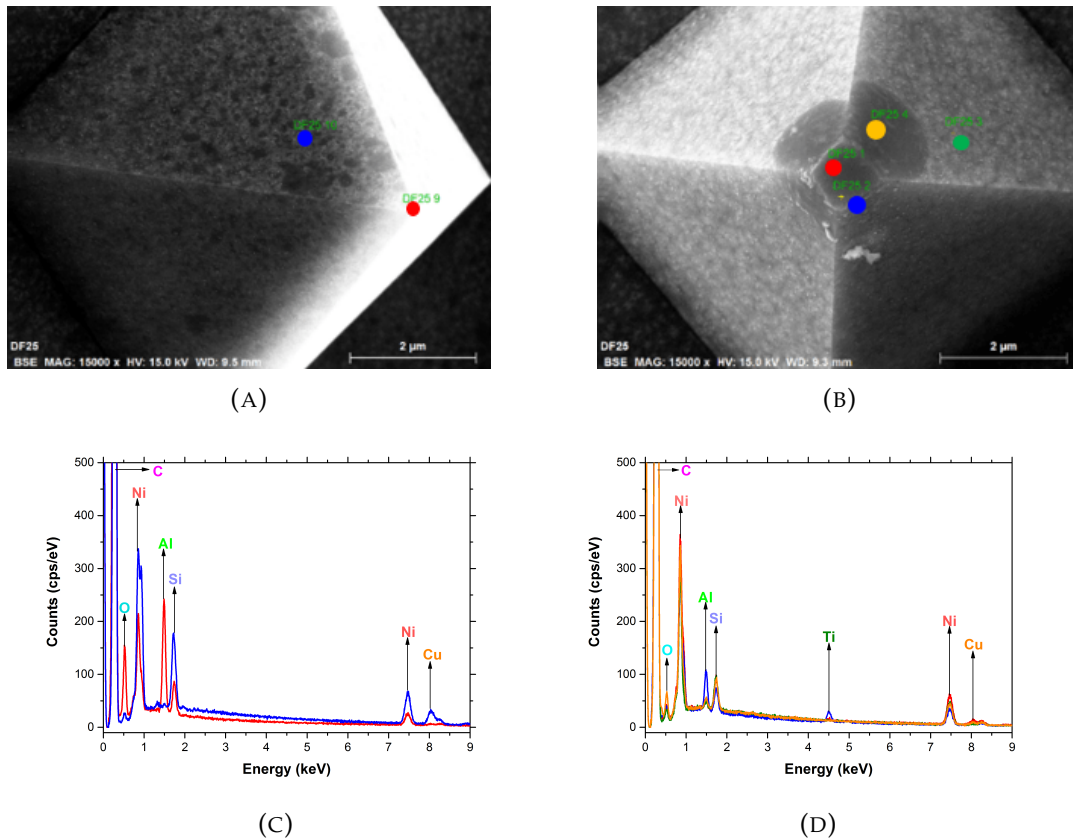 DF25 9
DF25
BSE MAG: 15000 x HV: 15.0 kV WD: 9.5 mm
2 µm
(A)
DF25 4
DF25 1
DF25 2
DF25
BSE MAG: 15000 x HV: 15.0 kV WD: 9.3 mm
2 µm
(B)
500
400
300
200
100
0
Counts (cps/eV)
C
Ni
Al
O
Si
Ni
Cu
0 1 2 3 4 5 6 7 8 9
Energy (keV)
(C)
500
400
300
200
100
0
Counts (cps/eV)
C
Ni
Al
Si
O
Ti
Ni
Cu
0 1 2 3 4 5 6 7 8 9
Energy (keV)
(D)